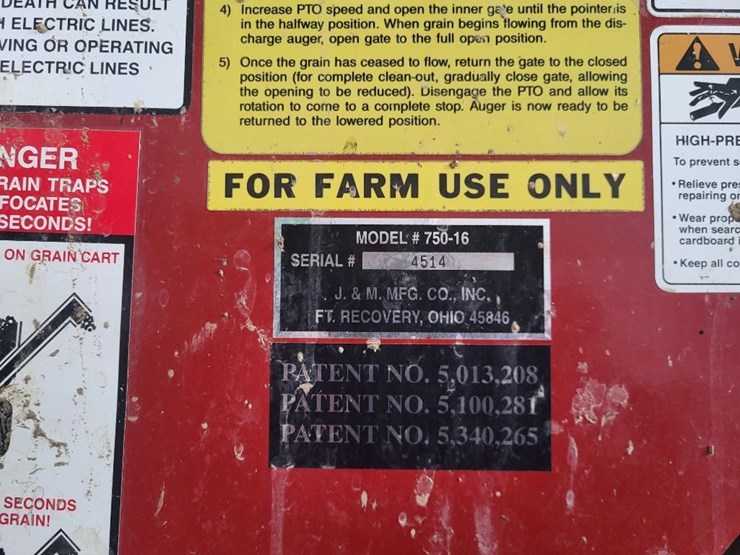 DEATH CAN RESULT
ELECTRIC LINES.
OR OPERATING
ELECTRIC LINES
4) Increase PTO speed and open the inner gate until the pointer is
in the halfway position. When grain begins flowing from the dis-
charge auger, open gate to the full open position.
5) Once the grain has ceased to flow, return the gate to the closed
position (for complete clean-out, gradually close gate, allowing
the opening to be reduced). Disengage the PTO and allow its
rotation to come to a complete stop. Auger is now ready to be
returned to the lowered position.
FOR FARM USE ONLY
NGER
RAIN TRAPS
FOCATES
SECONDS!
ON GRAIN CART
SECONDS
GRAIN!
MODEL # 750-16
SERIAL # 4514
J. & M. MFG. CO., INC.
FT. RECOVERY, OHIO 45846
PATENT NO. 5,013,208
PATENT NO. 5,100,281
PATENT NO. 5,340,265
HIGH-PRE
To prevent s
• Relieve pres
repairing or
• Wear prop
when searc
cardboard
• Keep all co